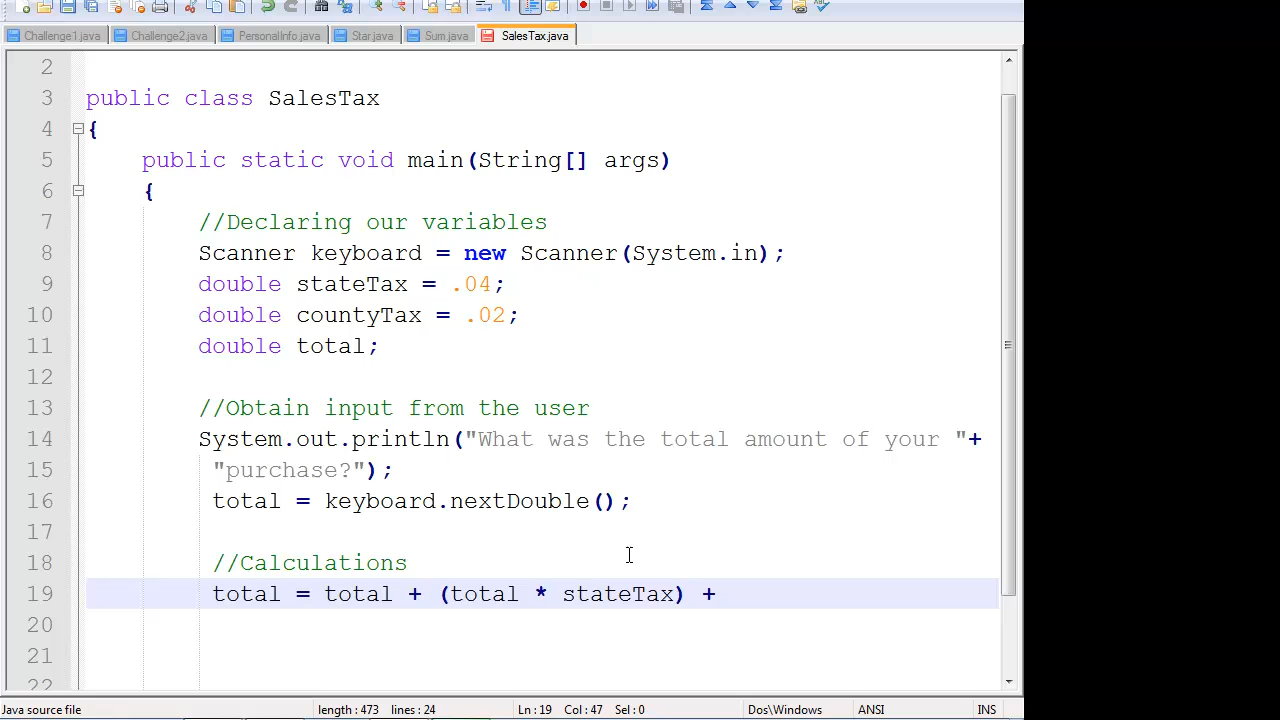 Challenge1.java Challenge2.java PersonalInfo.java Star.java Sum.java SalesTax.java
2
3 public class SalesTax
4 {
5 public static void main(String[] args)
6 {
7 //Declaring our variables
8 Scanner keyboard = new Scanner(System.in);
9 double stateTax = .04;
10 double countyTax = .02;
11 double total;
12
13 //Obtain input from the user
14 System.out.println("What was the total amount of your "+
15 "purchase?");
16 total = keyboard.nextDouble();
17
18 //Calculations
19 total = total + (total * stateTax) +
20
21
22
Java source file length : 473 lines : 24 Ln : 19 Col : 47 Sel : 0 Dos\Windows ANSI INS